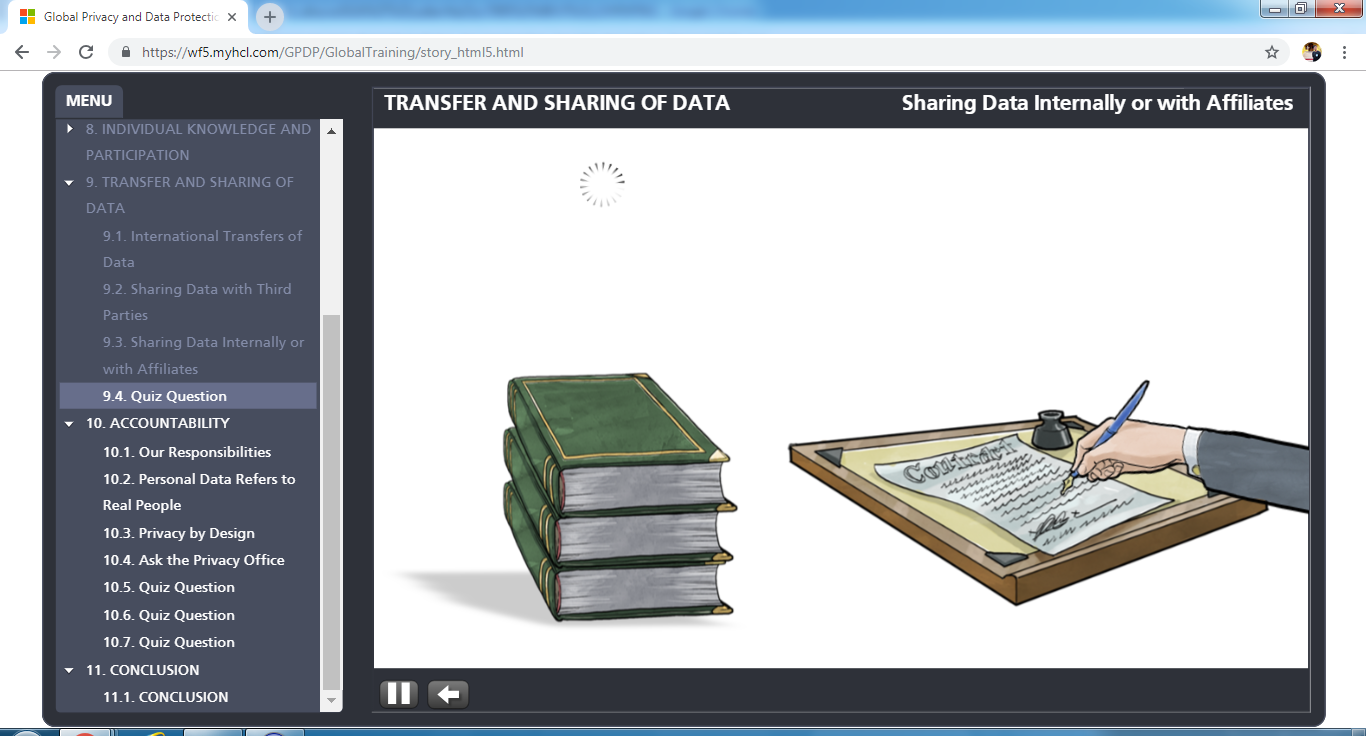 Global Privacy and Data Protectio
https://wf5.myhcl.com/GPDP/GlobalTraining/story_html5.html
MENU
TRANSFER AND SHARING OF DATA
Sharing Data Internally or with Affiliates
8. INDIVIDUAL KNOWLEDGE AND
PARTICIPATION
9. TRANSFER AND SHARING OF
DATA
9.1. International Transfers of
Data
9.2. Sharing Data with Third
Parties
9.3. Sharing Data Internally or
with Affiliates
9.4. Quiz Question
10. ACCOUNTABILITY
10.1. Our Responsibilities
10.2. Personal Data Refers to
Real People
10.3. Privacy by Design
10.4. Ask the Privacy Office
10.5. Quiz Question
10.6. Quiz Question
10.7. Quiz Question
11. CONCLUSION
11.1. CONCLUSION
Contract